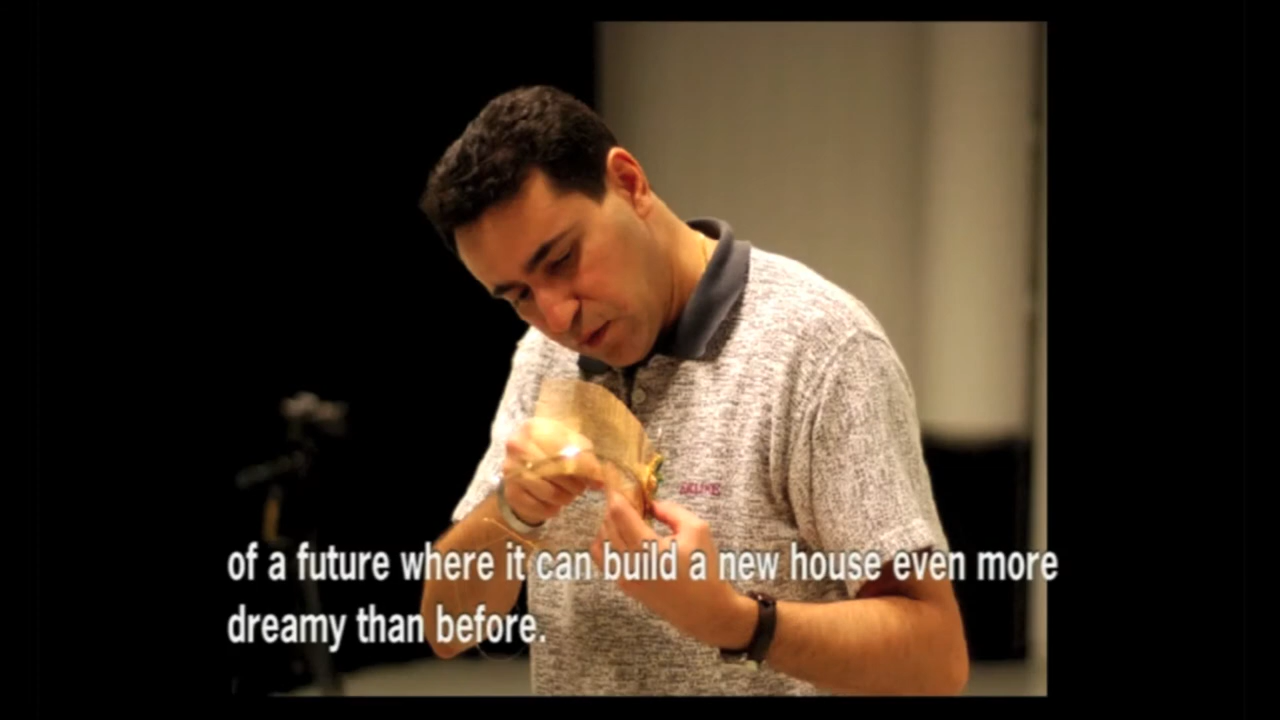 of a future where it can build a new house even more
dreamy than before.